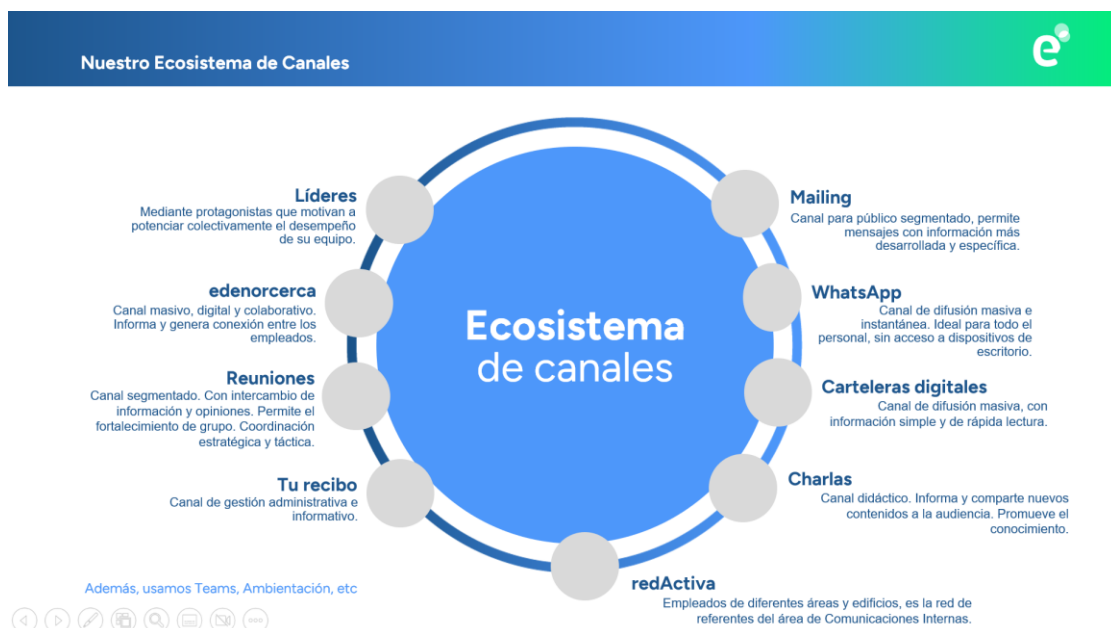 Nuestro Ecosistema de Canales
e
Líderes
Mediante protagonistas que motivan a
potenciar colectivamente el desempeño
de su equipo.
edenorcerca
Canal masivo, digital y colaborativo.
Informa y genera conexión entre los
empleados.
Reuniones
Canal segmentado. Con intercambio de
información y opiniones. Permite el
fortalecimiento de grupo. Coordinación
estratégica y táctica.
Tu recibo
Canal de gestión administrativa e
informativo.
Ecosistema
de canales
Mailing
Canal para público segmentado, permite
mensajes con información más
desarrollada y específica.
WhatsApp
Canal de difusión masiva e
instantánea. Ideal para todo el
personal, sin acceso a dispositivos de
escritorio.
Carteleras digitales
Canal de difusión masiva, con
información simple y de rápida lectura.
Charlas
Canal didáctico. Informa y comparte nuevos
contenidos a la audiencia. Promueve el
conocimiento.
redActiva
Empleados de diferentes áreas y edificios, es la red de
referentes del área de Comunicaciones Internas.
Además, usamos Teams, Ambientación, etc